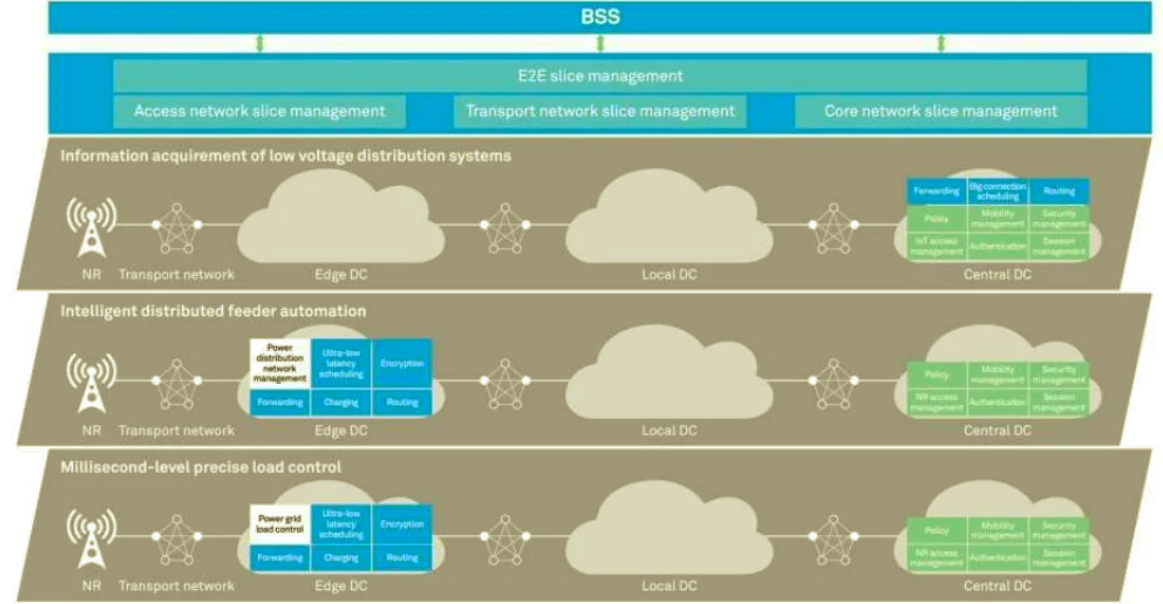 BSS
E2E slice management
Access network slice management
Transport network slice management
Core network slice management
Information acquirement of low voltage distribution systems
Forwarding
Big connection
scheduling
Routing
Policy
Mobility
management
Security
management
IoT access
management
Authentication
Session
management
NR
Transport network
Edge DC
Local DC
Central DC
Intelligent distributed feeder automation
Power
distribution
network
management
Ultra-low
latency
scheduling
Encryption
Forwarding
Charging
Routing
Policy
Mobility
management
Security
management
NR access
management
Authentication
Session
management
NR
Transport network
Edge DC
Local DC
Central DC
Millisecond-level precise load control
Power grid
load control
Ultra-low
latency
scheduling
Encryption
Forwarding
Charging
Routing
Policy
Mobility
management
Security
management
NR access
management
Authentication
Session
management
NR
Transport network
Edge DC
Local DC
Central DC